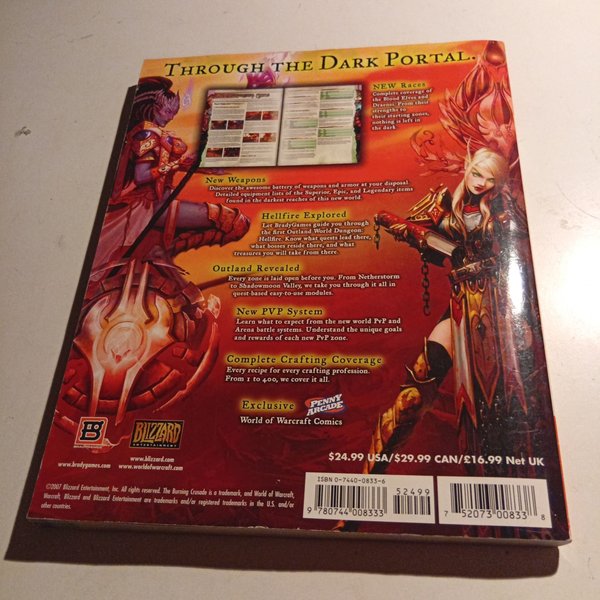 THROUGH THE DARK PORTAL.
NEW Races
Complete coverage of
the Blood Elves and
Draenei. From their
strengths to
their starting zones,
nothing is left in
the dark
New Weapons
Discover the awesome battery of weapons and armor at your disposal.
Detailed equipment lists of the Superior, Epic, and Legendary items
found in the darkest reaches of this new world.
Hellfire Explored
Let BradyGames guide you through
the first Outland World Dungeon:
Hellfire. Know what quests lead there,
what bosses reside there, and what
treasures you will take from there.
Outland Revealed
Every zone is laid open before you. From Netherstorm
to Shadowmoon Valley, we take you through it all in
quest-based easy-to-use modules.
New PVP System
Learn what to expect from the new world PvP and
Arena battle systems. Understand the unique goals
and rewards of each new PvP zone.
Complete Crafting Coverage
Every recipe for every crafting profession.
From 1 to 400, we cover it all.
Exclusive PENNY ARCADE
World of Warcraft Comics
BLIZZARD
ENTERTAINMENT
www.bradygames.com
www.blizzard.com
www.worldofwarcraft.com
$24.99 USA/$29.99 CAN/£16.99 Net UK
©2007 Blizzard Entertainment, Inc. All rights reserved. The Burning Crusade is a trademark, and World of Warcraft,
Warcraft, Blizzard and Blizzard Entertainment are trademarks and/or registered trademarks in the U.S. and/or
other countries.
ISBN 0-7440-0833-6
52499
9 780744 008333
7 52073 00833 8